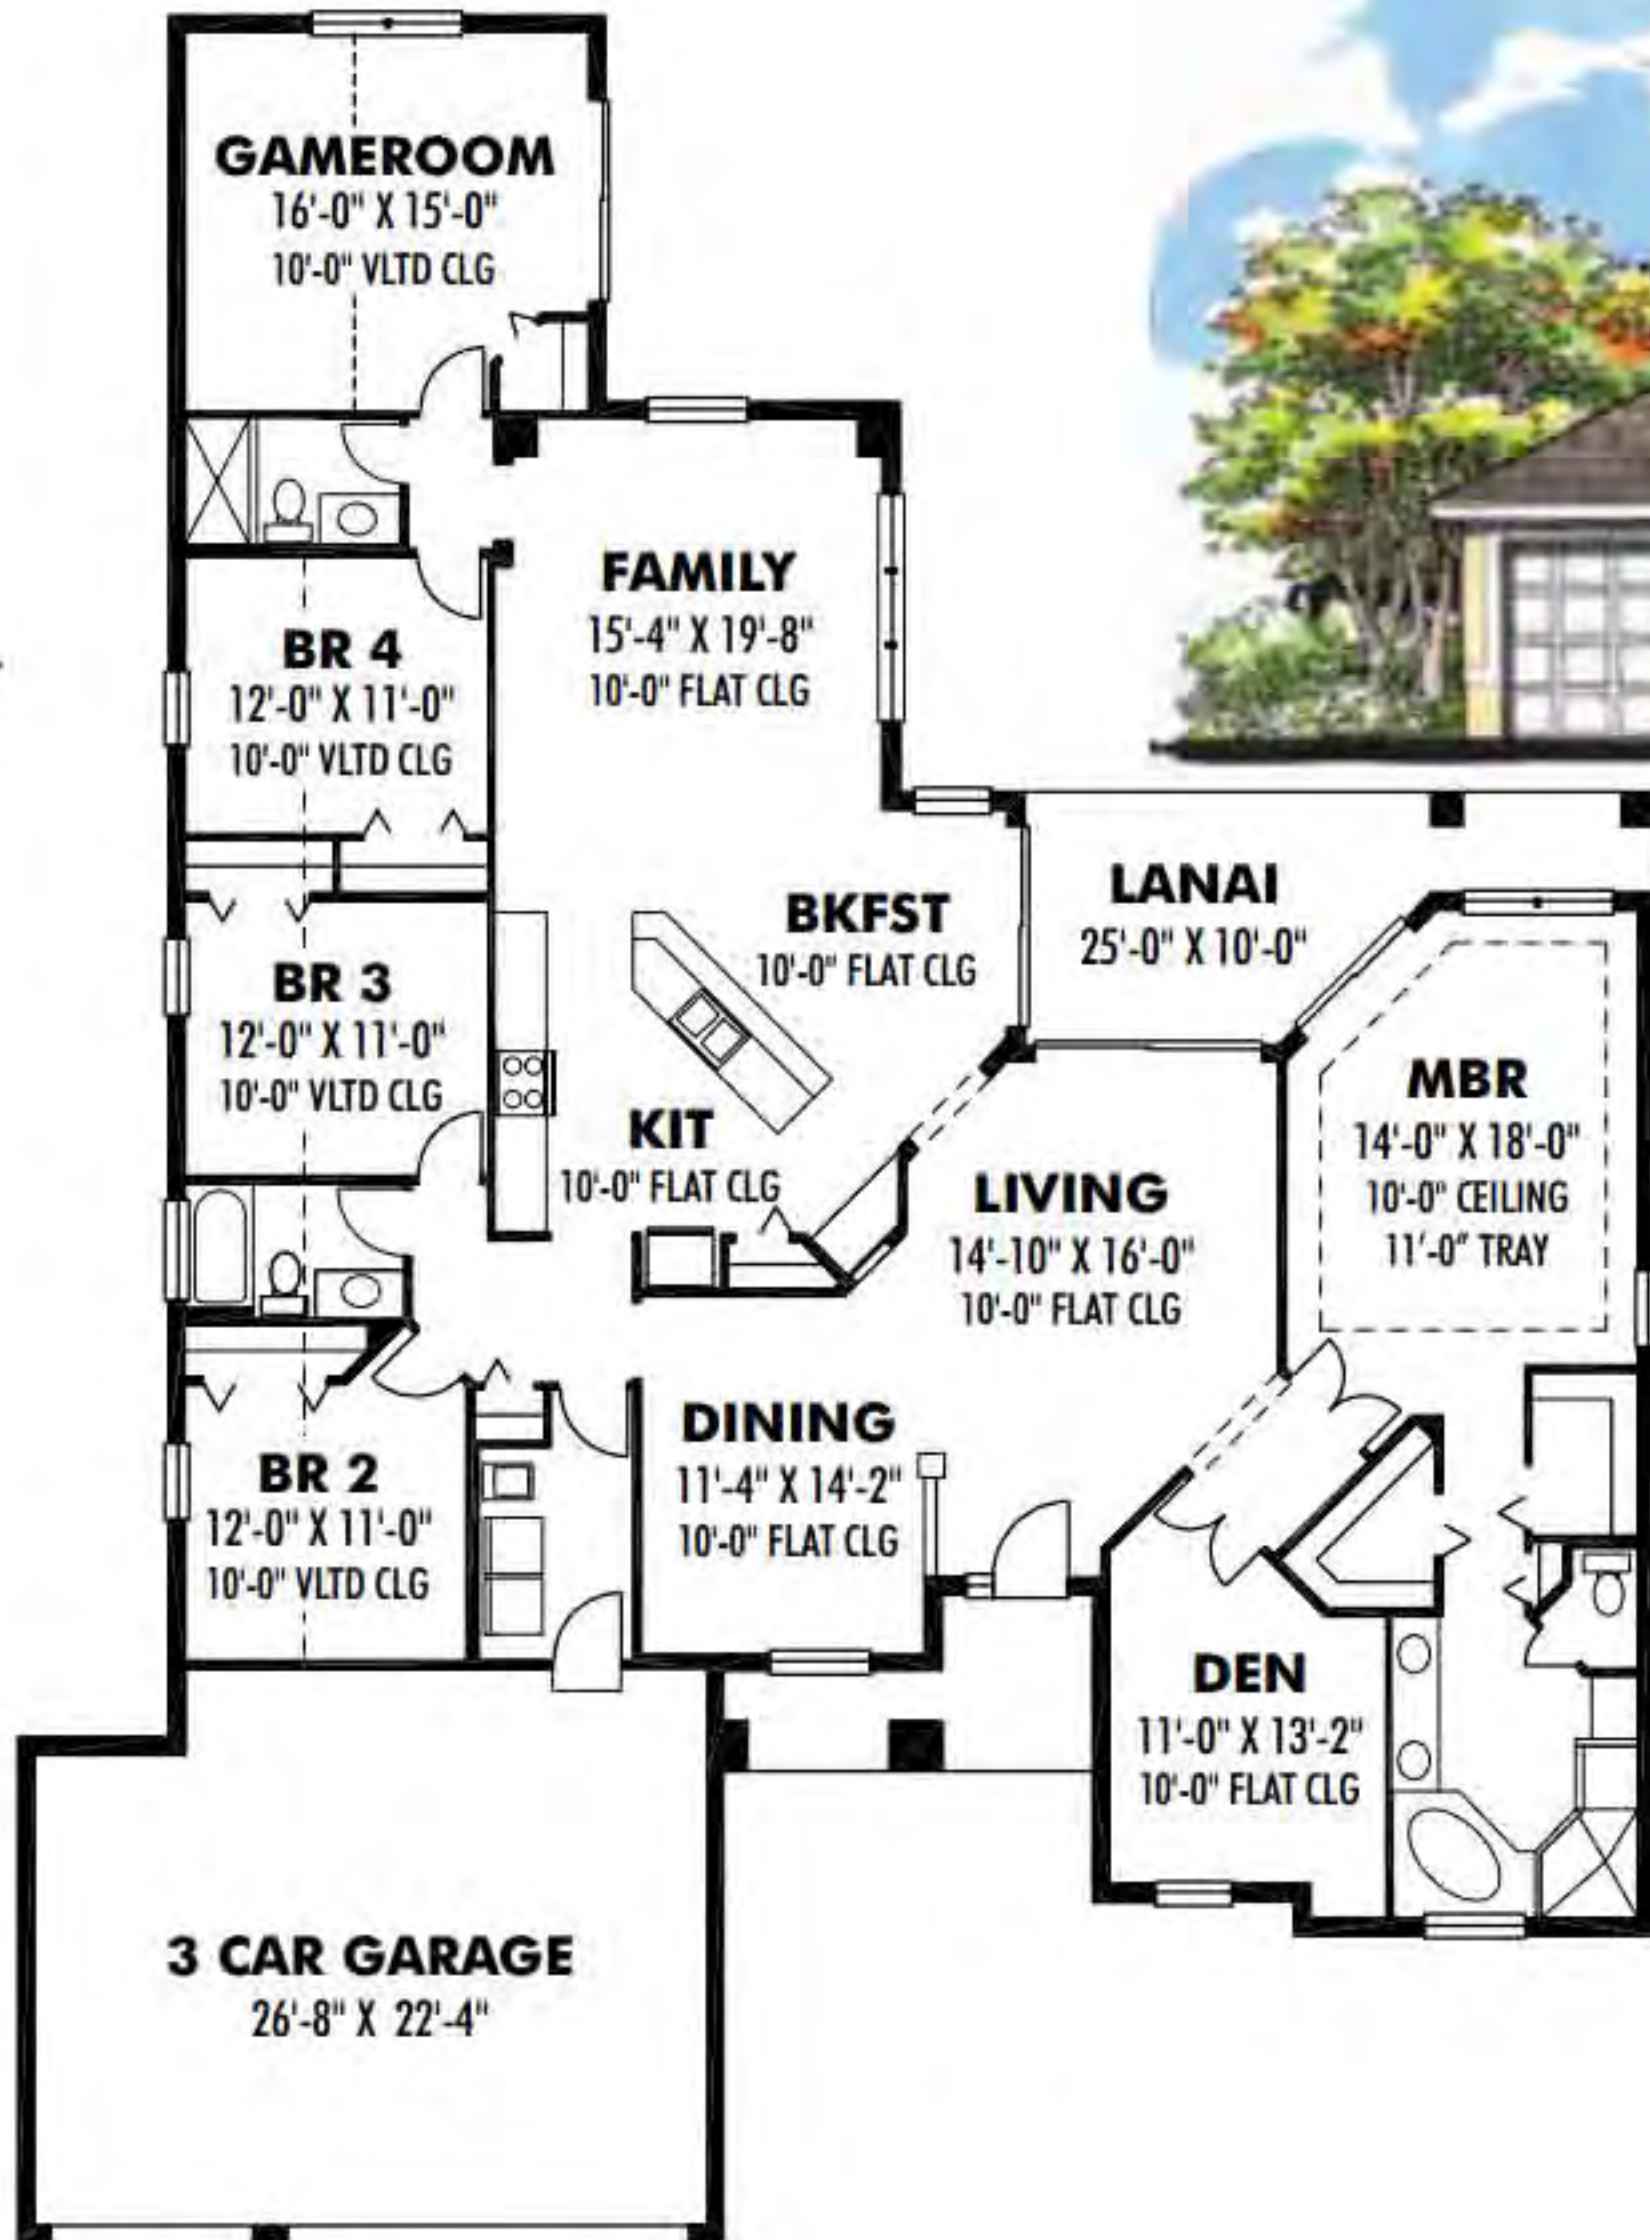 GAMEROOM
16'-0" X 15'-0"
10'-0" VLTD CLG
FAMILY
15'-4" X 19'-8"
10'-0" FLAT CLG
BR 4
12'-0" X 11'-0"
10'-0" VLTD CLG
LANAI
25'-0" X 10'-0"
BKFST
10'-0" FLAT CLG
BR 3
12'-0" X 11'-0"
10'-0" VLTD CLG
MBR
14'-0" X 18'-0"
10'-0" CEILING
11'-0" TRAY
KIT
10'-0" FLAT CLG
LIVING
14'-10" X 16'-0"
10'-0" FLAT CLG
DINING
11'-4" X 14'-2"
10'-0" FLAT CLG
BR 2
12'-0" X 11'-0"
10'-0" VLTD CLG
DEN
11'-0" X 13'-2"
10'-0" FLAT CLG
3 CAR GARAGE
26'-8" X 22'-4"